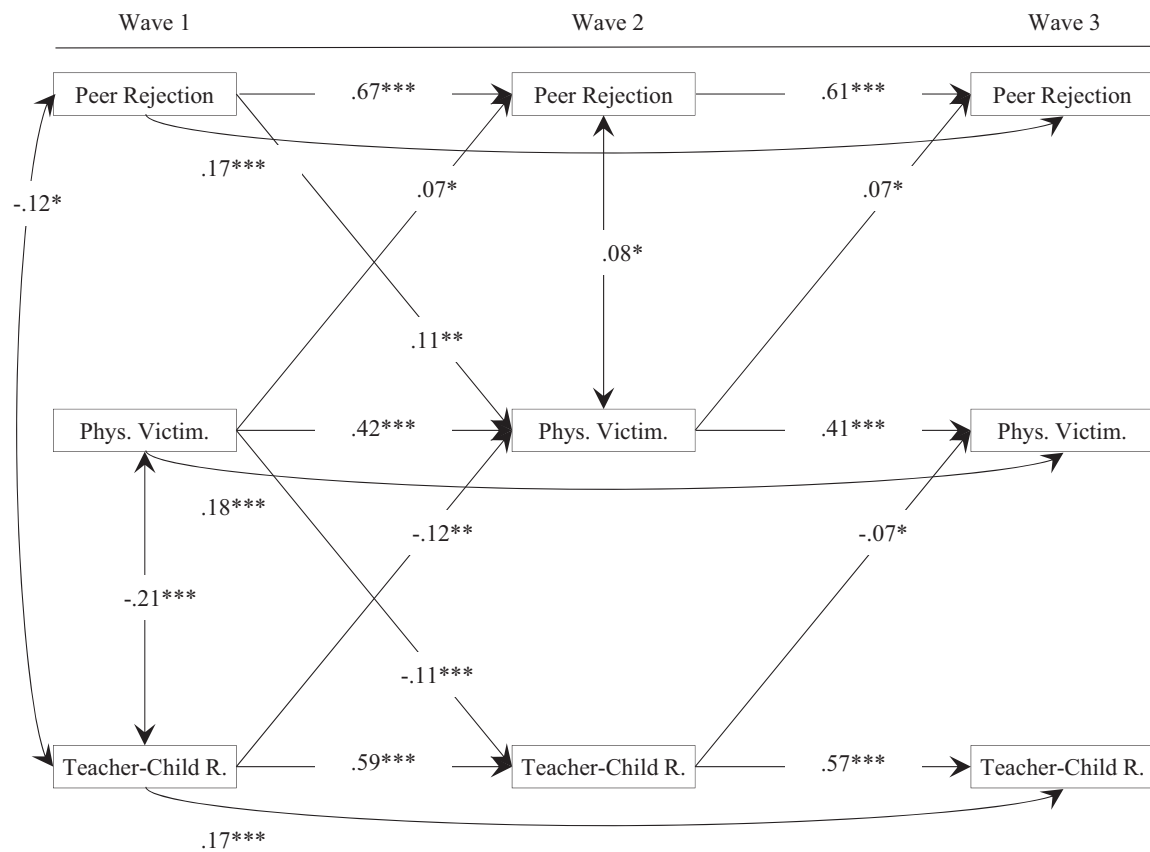 Wave 1 Wave 2 Wave 3
Peer Rejection .67*** Peer Rejection .61*** Peer Rejection
.17***
.07* .07*
-.12*
.08*
.11**
Phys. Victim. .42*** Phys. Victim. .41*** Phys. Victim.
.18***
-.12** -.07*
-.21***
-.11***
Teacher-Child R. .59*** Teacher-Child R. .57*** Teacher-Child R.
.17***